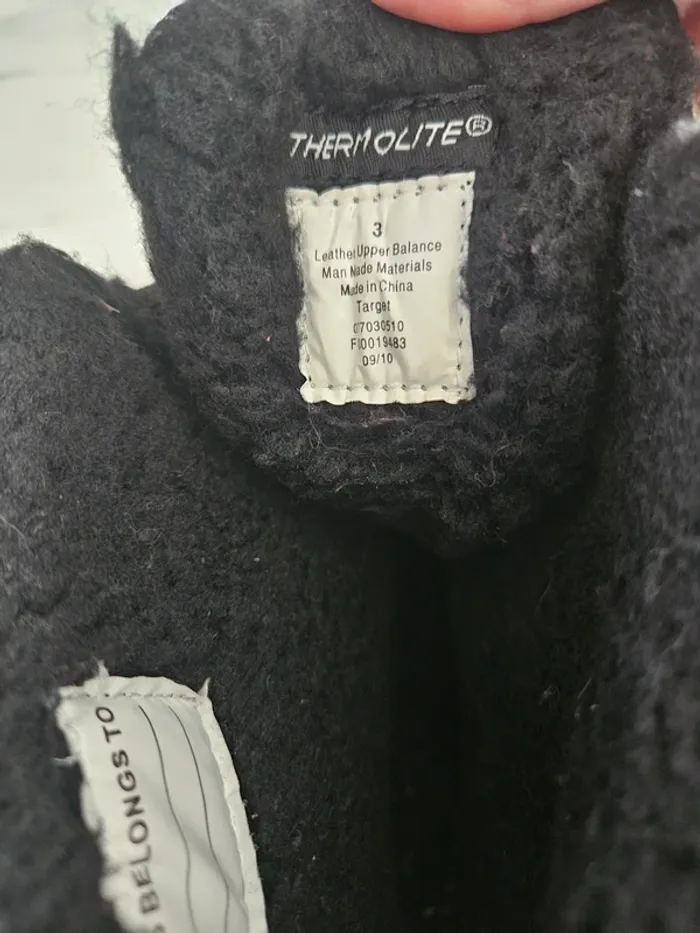 THERMOLITE®
3
Leather Upper Balance
Man Made Materials
Made in China
Target
07030510
FI0019483
09/10
BELONGS TO